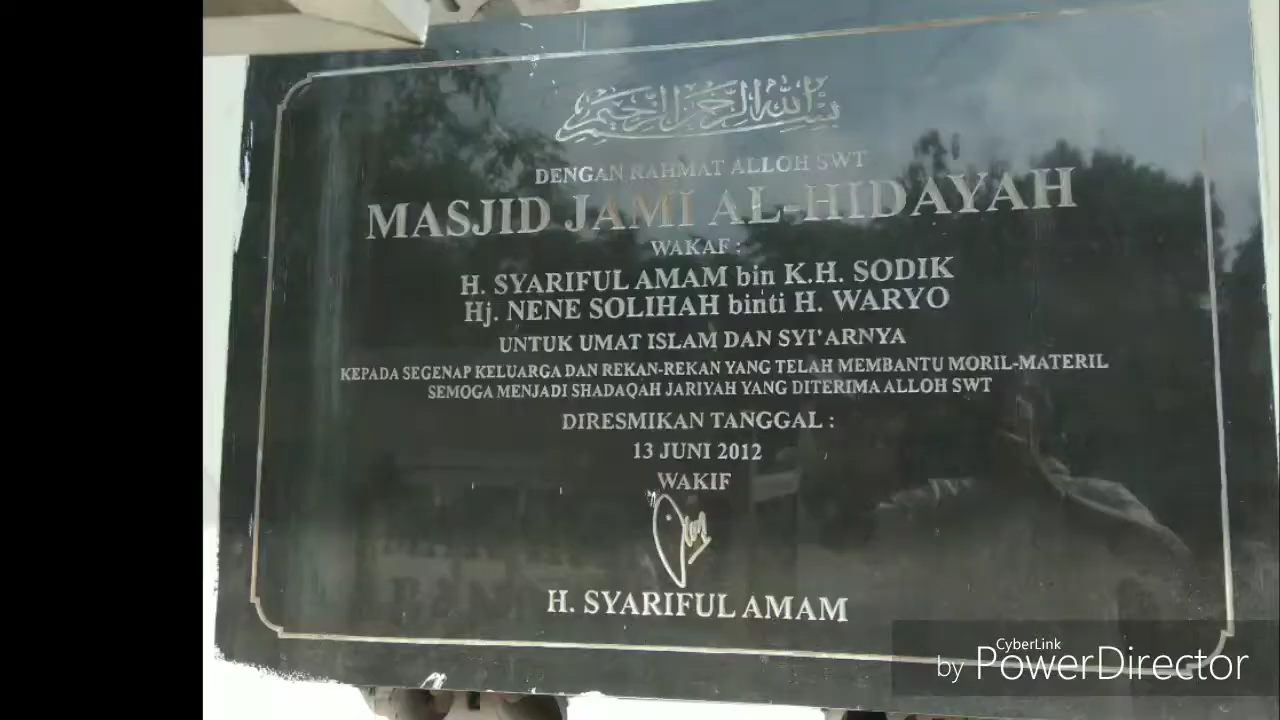 بسم الله الرحمن الرحيم
DENGAN RAHMAT ALLOH SWT
MASJID JAMI AL-HIDAYAH
WAKAF :
H. SYARIFUL AMAM bin K.H. SODIK
Hj. NENE SOLIHAH binti H. WARYO
UNTUK UMAT ISLAM DAN SYI'ARNYA
KEPADA SEGENAP KELUARGA DAN REKAN-REKAN YANG TELAH MEMBANTU MORIL-MATERIL
SEMOGA MENJADI SHADAQAH JARIYAH YANG DITERIMA ALLOH SWT
DIRESMIKAN TANGGAL :
13 JUNI 2012
WAKIF
H. SYARIFUL AMAM
CyberLink
by PowerDirector